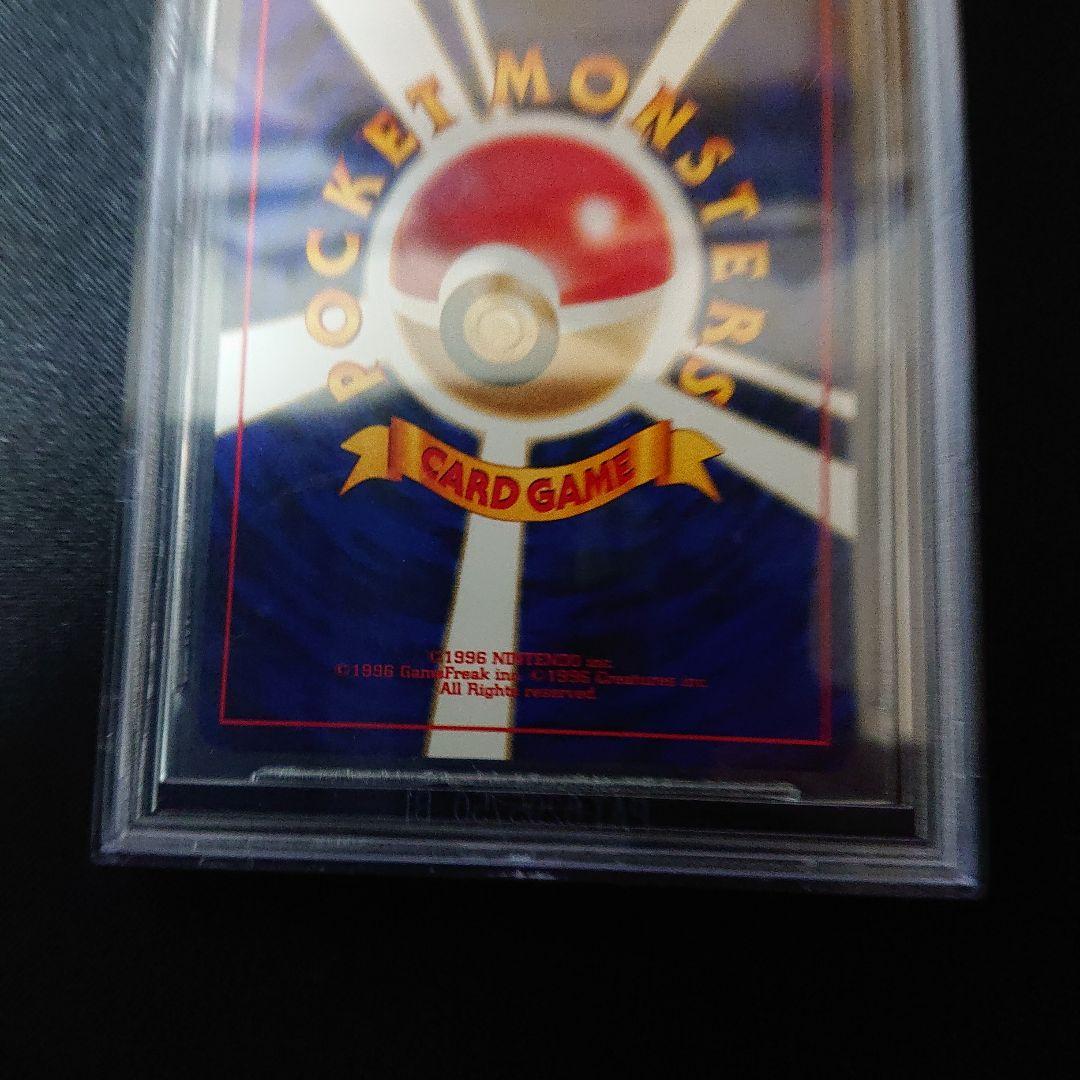 POCKET MONSTERS
CARD GAME
©1996 NINTENDO inc.
©1996 GameFreak inc. ©1996 Creatures inc.
All Rights reserved.